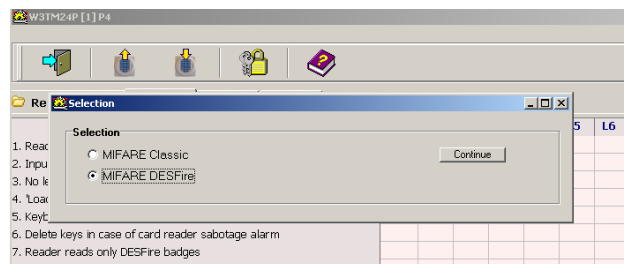 W3TM24P [1] P4
Re
Selection
5 L6
Selection
MIFARE Classic
Continue
MIFARE DESFire
1. Read
2. Inpu
3. No le
4. 'Load
5. Keyb
6. Delete keys in case of card reader sabotage alarm
7. Reader reads only DESFire badges